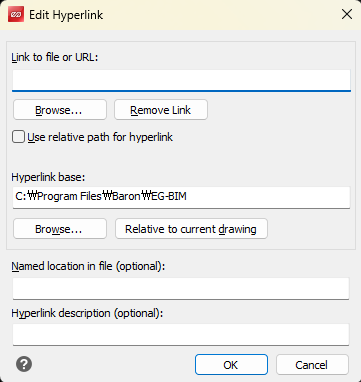 Edit Hyperlink
Link to file or URL:
Browse...
Remove Link
Use relative path for hyperlink
Hyperlink base:
C:₩Program Files₩Baron₩EG-BIM
Browse...
Relative to current drawing
Named location in file (optional):
Hyperlink description (optional):
?
OK
Cancel